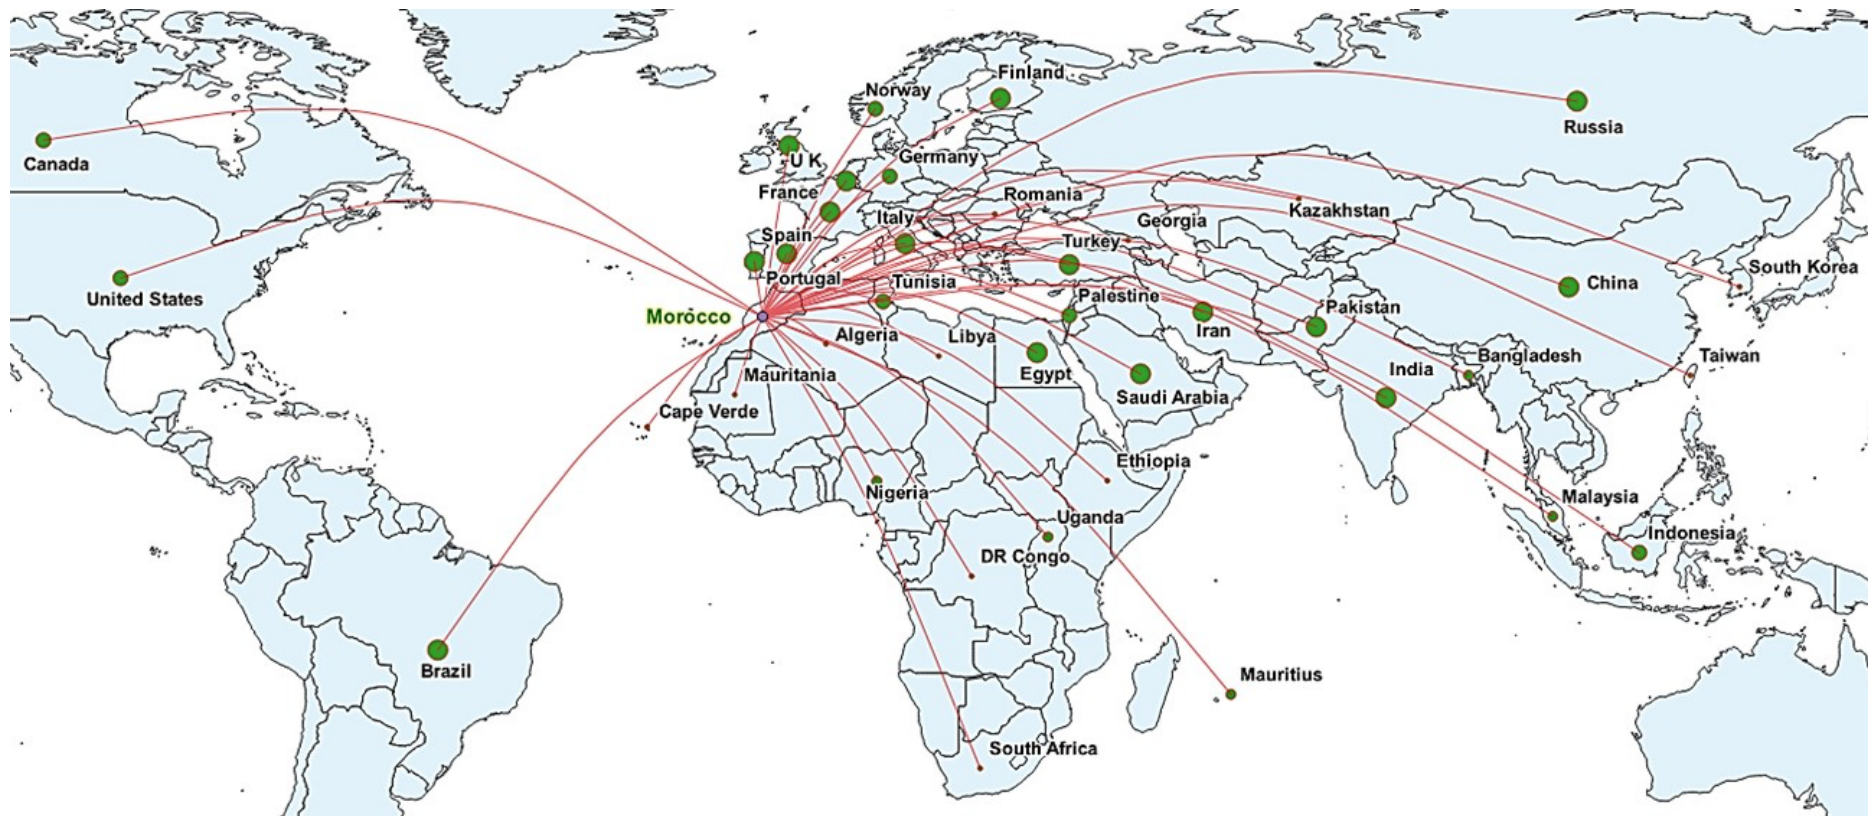 Finland
Norway
Russia
U K
Germany
Canada
France
Romania
Kazakhstan
Italy
Georgia
Spain
Turkey
South Korea
Portugal
Tunisia
China
United States
Palestine
Pakistan
Morocco
Iran
Algeria
Libya
Bangladesh
Taiwan
India
Egypt
Mauritania
Saudi Arabia
Cape Verde
Ethiopia
Nigeria
Malaysia
Uganda
Indonesia
DR Congo
Brazil
Mauritius
South Africa